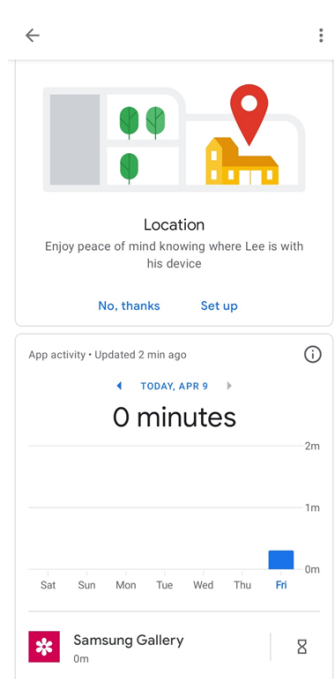 Location
Enjoy peace of mind knowing where Lee is with
his device
No, thanks Set up
App activity • Updated 2 min ago
TODAY, APR 9
0 minutes
2m
1m
0m
Sat Sun Mon Tue Wed Thu Fri
Samsung Gallery
0m